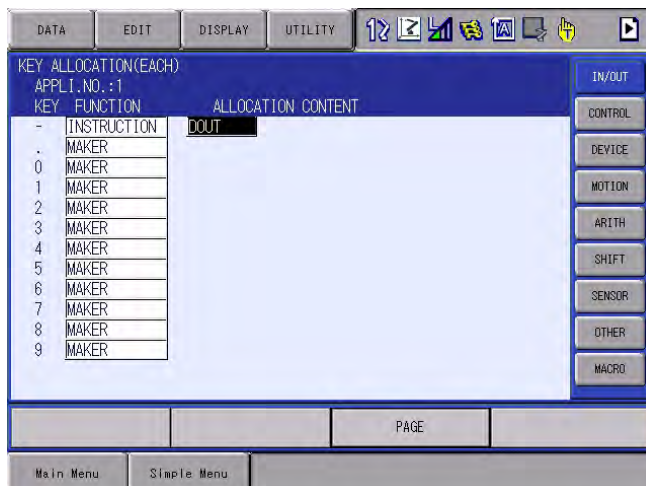 DATA EDIT DISPLAY UTILITY
KEY ALLOCATION(EACH)
APPLI.NO.:1
KEY FUNCTION ALLOCATION CONTENT
- INSTRUCTION DOUT
. MAKER
0 MAKER
1 MAKER
2 MAKER
3 MAKER
4 MAKER
5 MAKER
6 MAKER
7 MAKER
8 MAKER
9 MAKER
IN/OUT
CONTROL
DEVICE
MOTION
ARITH
SHIFT
SENSOR
OTHER
MACRO
PAGE
Main Menu Simple Menu